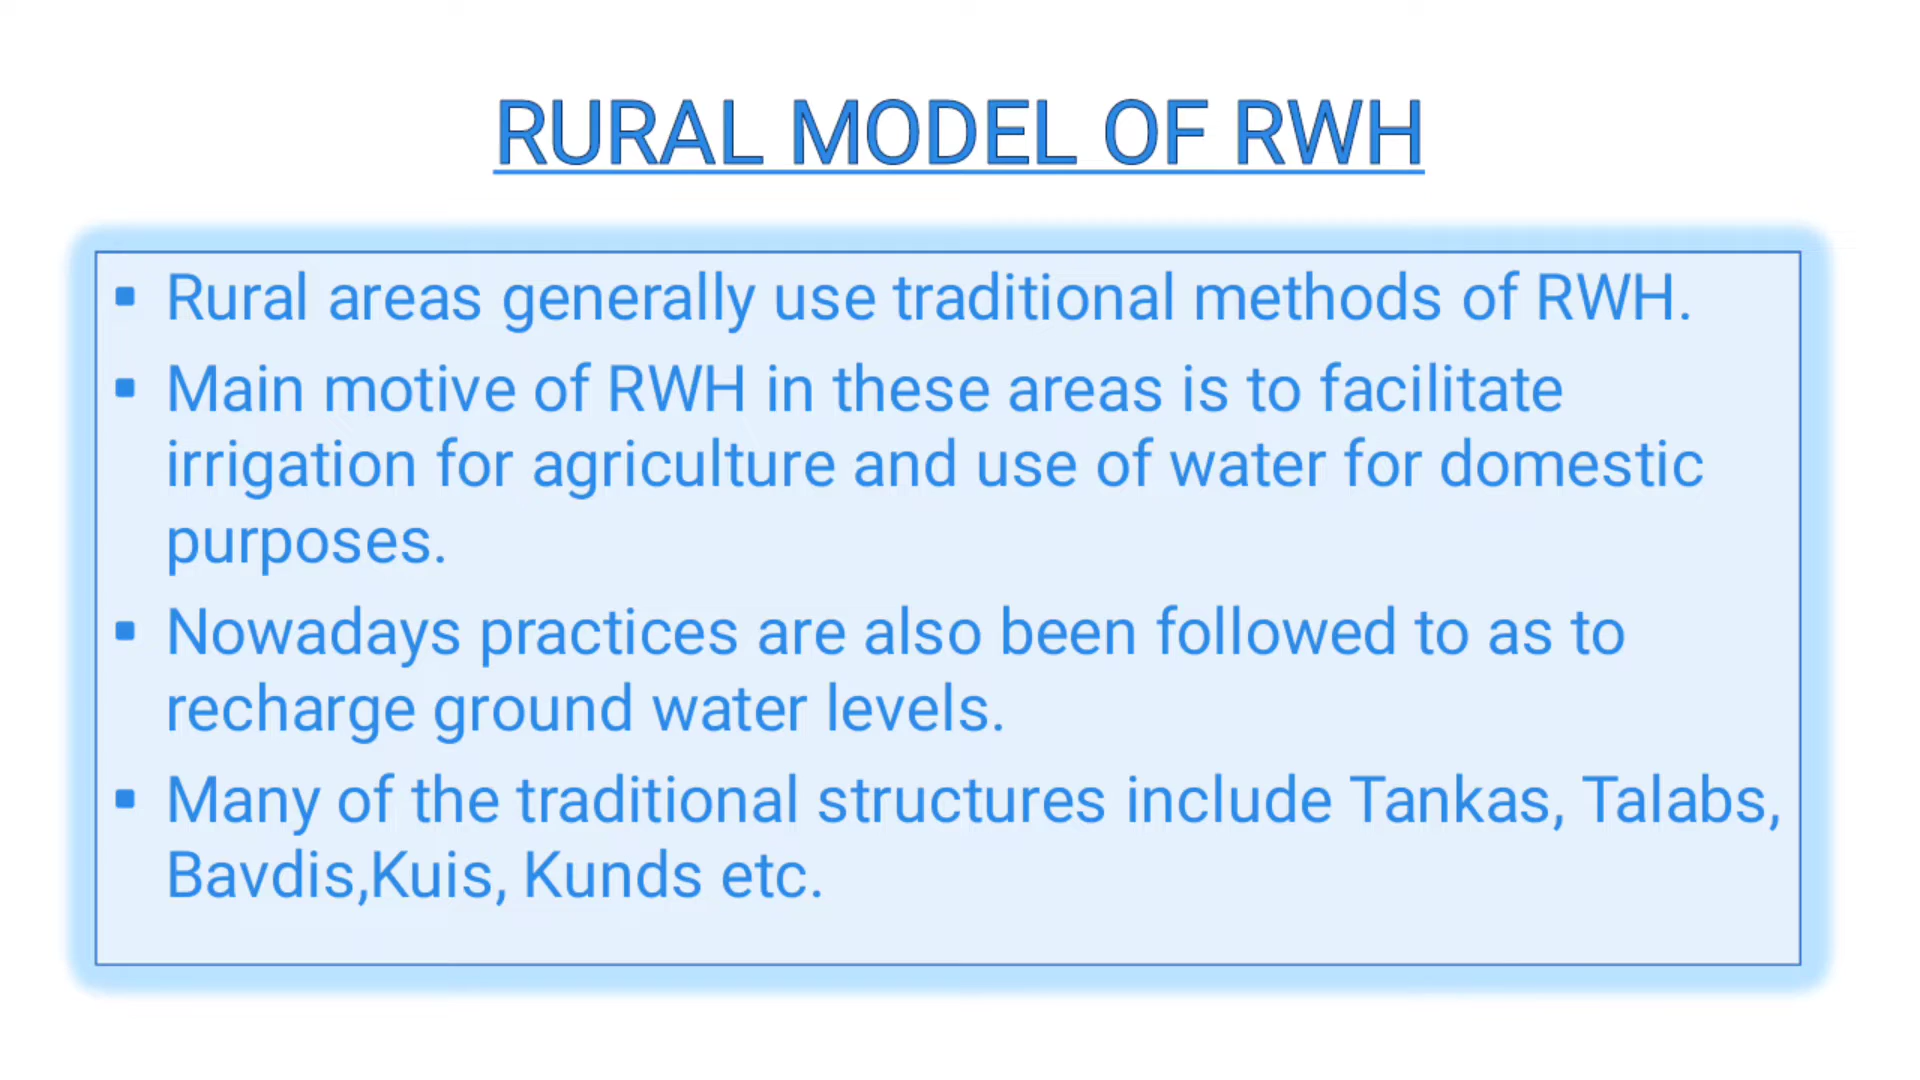 RURAL MODEL OF RWH
▪ Rural areas generally use traditional methods of RWH.
▪ Main motive of RWH in these areas is to facilitate
irrigation for agriculture and use of water for domestic
purposes.
▪ Nowadays practices are also been followed to as to
recharge ground water levels.
▪ Many of the traditional structures include Tankas, Talabs,
Bavdis,Kuis, Kunds etc.